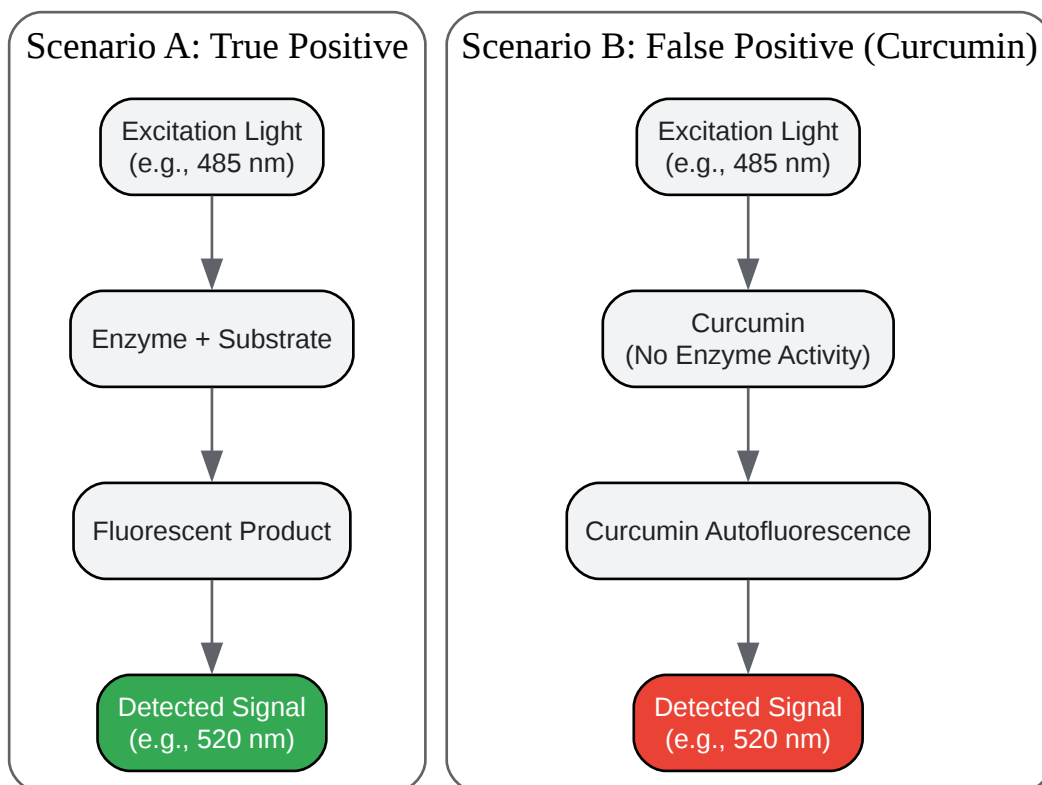 Scenario A: True Positive
Excitation Light
(e.g., 485 nm)
Enzyme + Substrate
Fluorescent Product
Detected Signal
(e.g., 520 nm)
Scenario B: False Positive (Curcumin)
Excitation Light
(e.g., 485 nm)
Curcumin
(No Enzyme Activity)
Curcumin Autofluorescence
Detected Signal
(e.g., 520 nm)